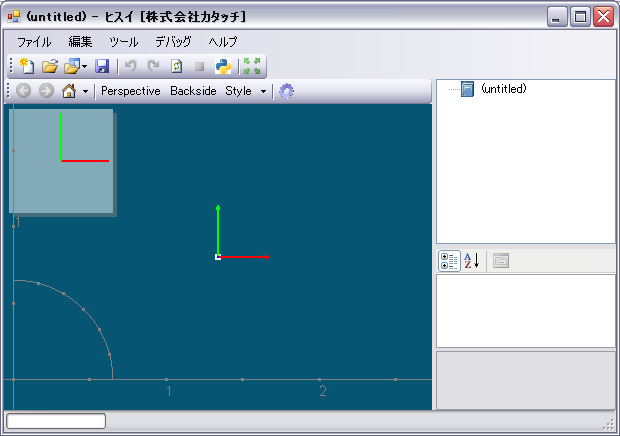 (untitled) - ヒスイ [株式会社カタッチ]
ファイル 編集 ツール デバッグ ヘルプ
Perspective Backside Style
(untitled)
1
1 2